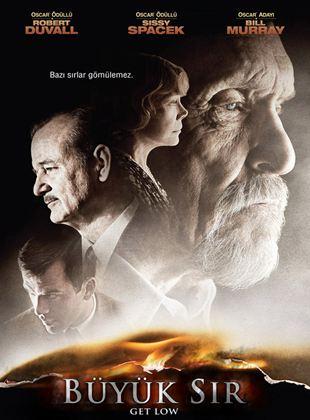 OSCAR ÖDÜLLÜ
ROBERT
DUVALL
OSCAR ÖDÜLLÜ
SISSY
SPACEK
OSCAR ADAYI
BILL
MURRAY
Bazı sırlar gömülemez.
BÜYÜK SIR
GET LOW